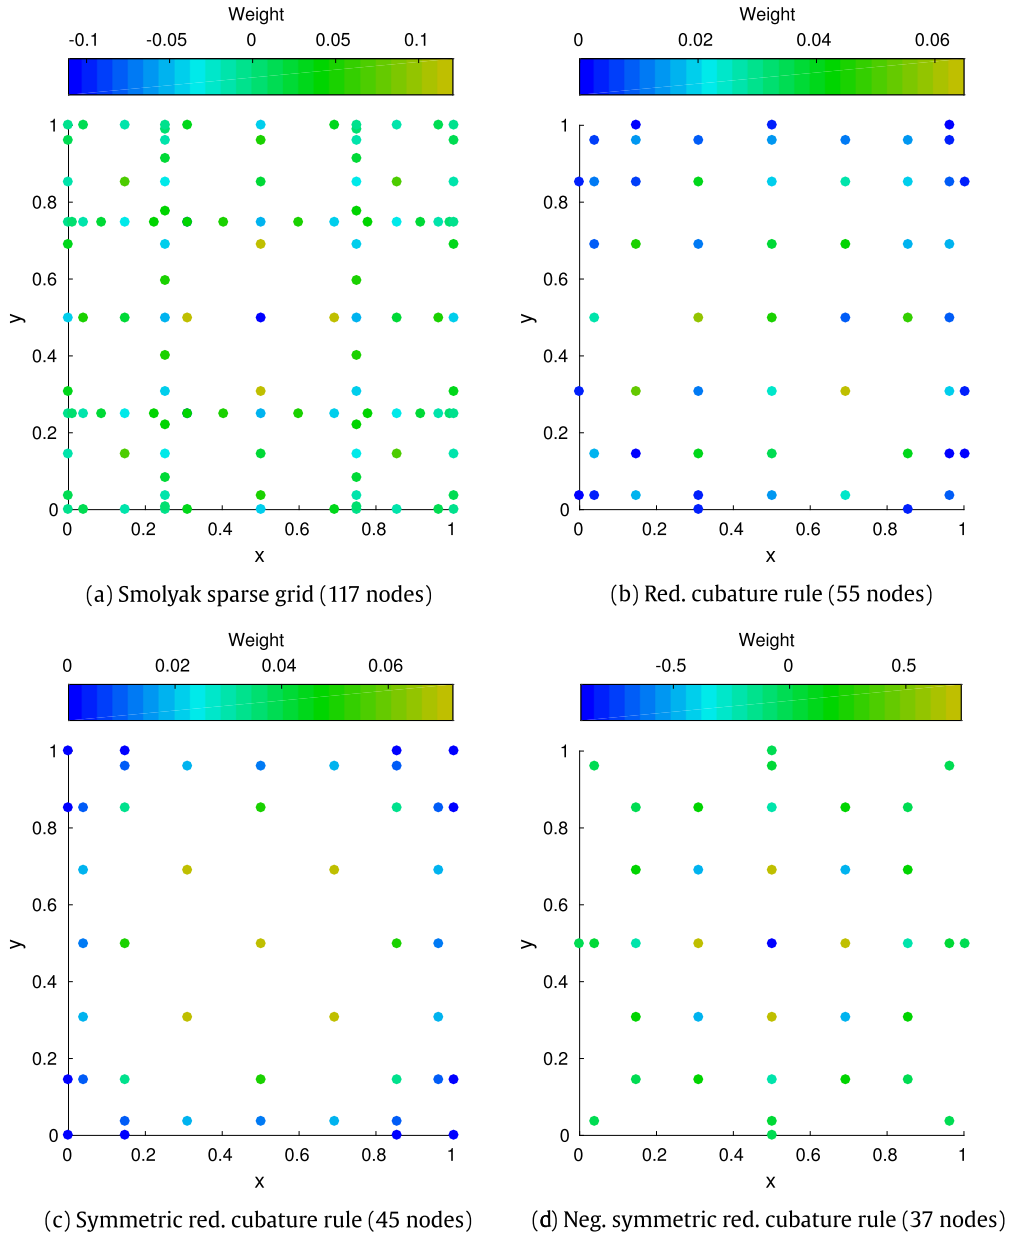 Weight
-0.1 -0.05 0 0.05 0.1
1
0.8
0.6
y
0.4
0.2
0
0 0.2 0.4 0.6 0.8 1
x
(a) Smolyak sparse grid (117 nodes)
Weight
0 0.02 0.04 0.06
1
0.8
0.6
y
0.4
0.2
0
0 0.2 0.4 0.6 0.8 1
x
(b) Red. cubature rule (55 nodes)
Weight
0 0.02 0.04 0.06
1
0.8
0.6
y
0.4
0.2
0
0 0.2 0.4 0.6 0.8 1
x
(c) Symmetric red. cubature rule (45 nodes)
Weight
-0.5 0 0.5
1
0.8
0.6
y
0.4
0.2
0
0 0.2 0.4 0.6 0.8 1
x
(d) Neg. symmetric red. cubature rule (37 nodes)